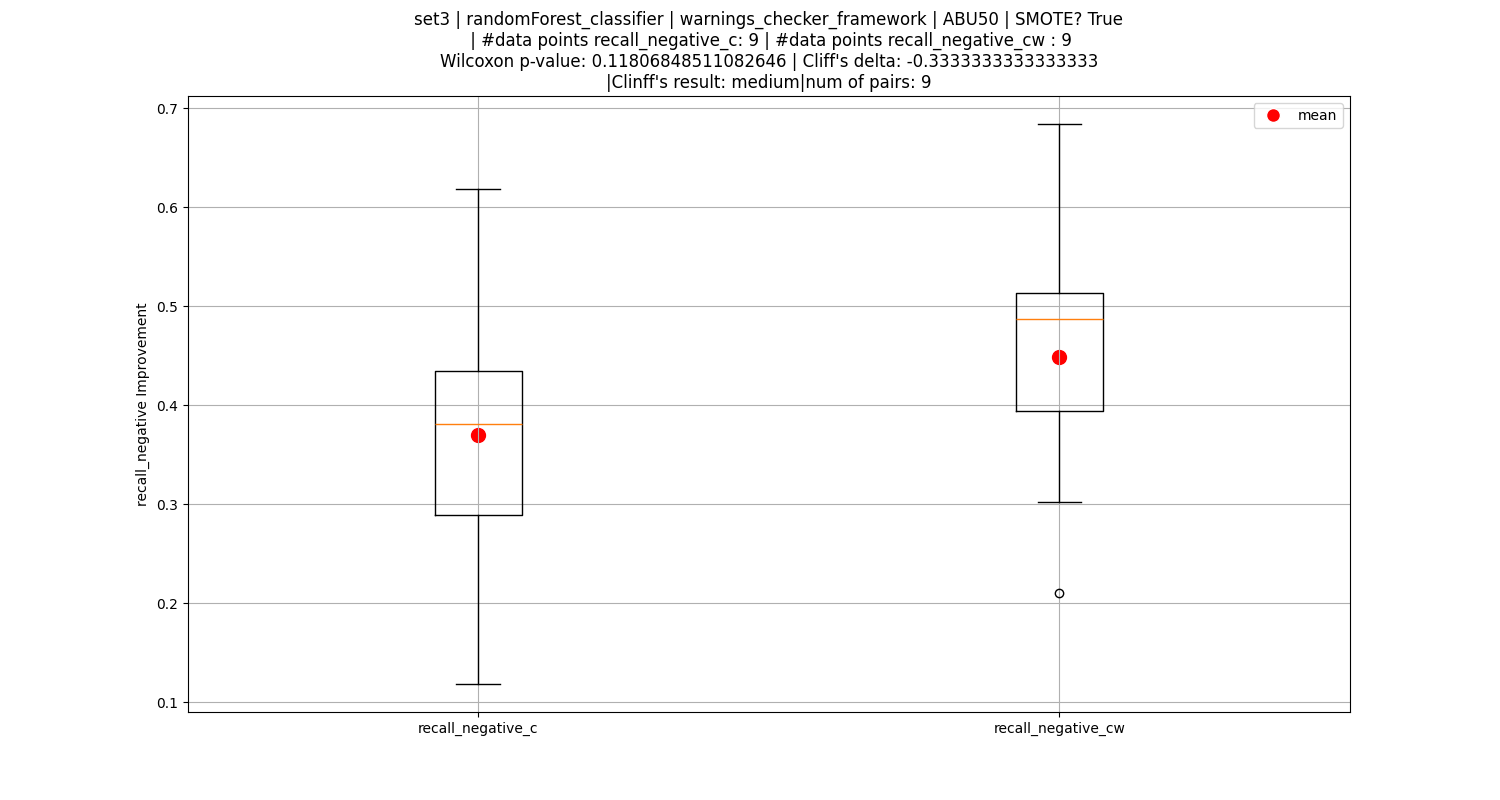 set3 | randomForest_classifier | warnings_checker_framework | ABU50 | SMOTE? True
| #data points recall_negative_c: 9 | #data points recall_negative_cw : 9
Wilcoxon p-value: 0.11806848511082646 | Cliff's delta: -0.3333333333333333
|Clinff's result: medium|num of pairs: 9
mean
recall_negative Improvement
0.7
0.6
0.5
0.4
0.3
0.2
0.1
recall_negative_c
recall_negative_cw